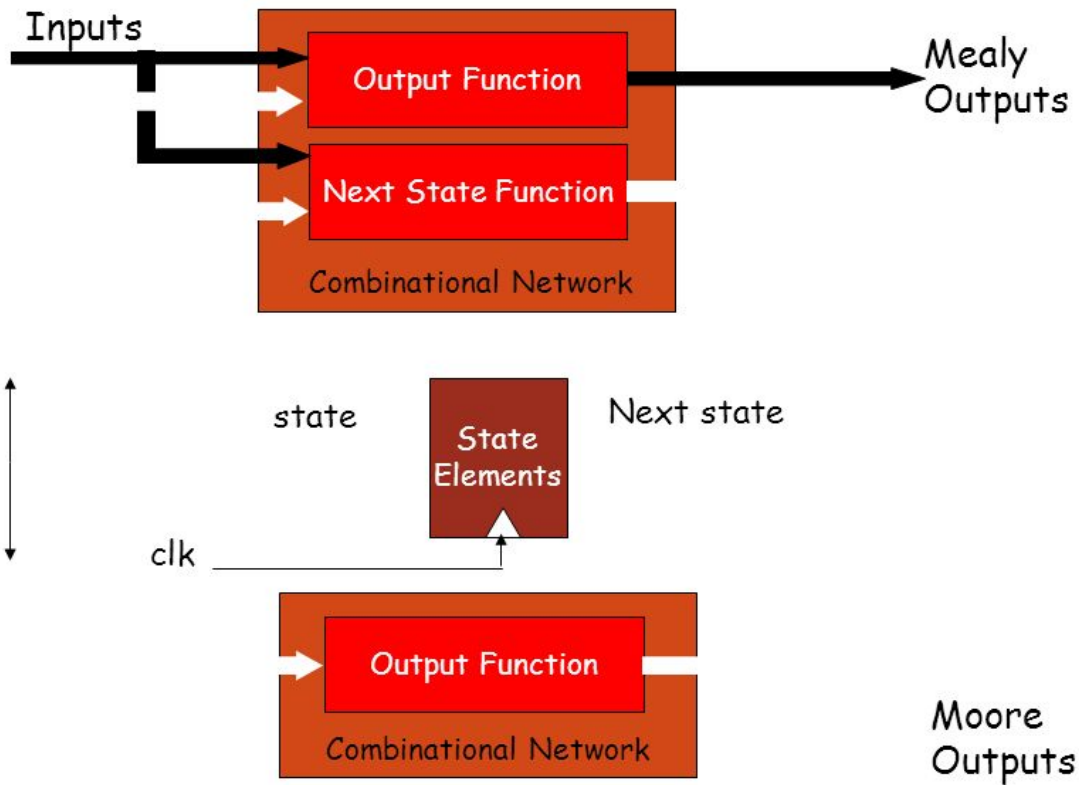 Inputs
Output Function
Mealy
Outputs
Next State Function
Combinational Network
state
State
Elements
Next state
clk
Output Function
Combinational Network
Moore
Outputs